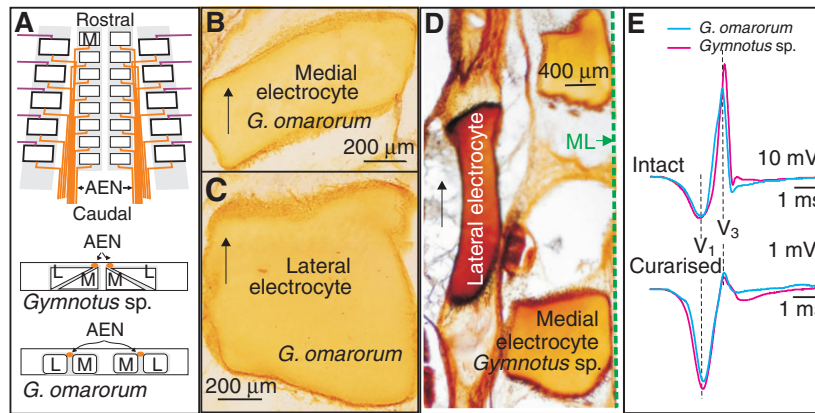 A
Rostral
M
AEN
Caudal
AEN
L
M
M
L
Gymnotus sp.
AEN
L
M
M
L
G. omarorum
B
Medial
electrocyte
G. omarorum
200 μm
C
Lateral
electrocyte
G. omarorum
200 μm
D
400 μm
ML
Lateral electrocyte
Medial
electrocyte
Gymnotus sp.
E
G. omarorum
Gymnotus sp.
Intact
10 mV
1 ms
V1
V3
Curarised
1 mV
1 ms